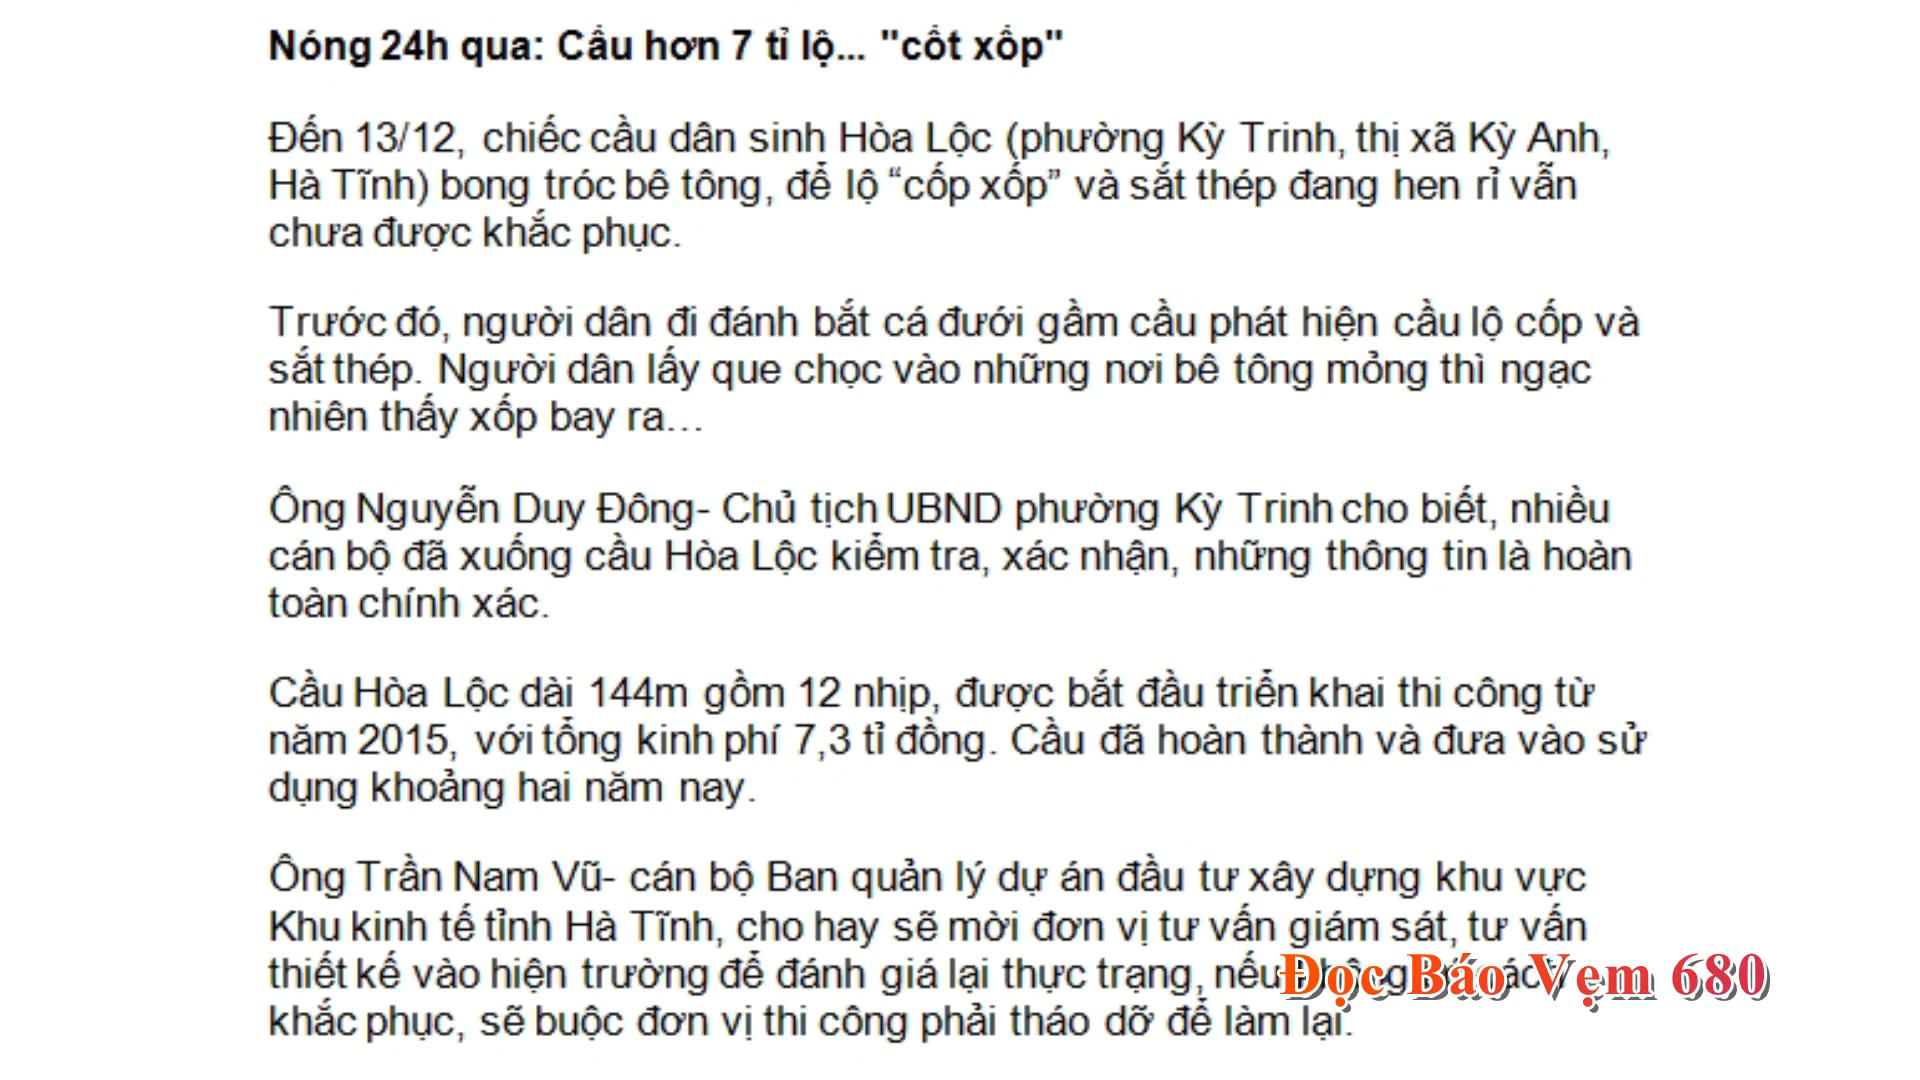 Nóng 24h qua: Cầu hơn 7 tỉ lộ... "cốt xốp"
Đến 13/12, chiếc cầu dân sinh Hòa Lộc (phường Kỳ Trinh, thị xã Kỳ Anh,
Hà Tĩnh) bong tróc bê tông, để lộ “cốp xốp” và sắt thép đang hen rỉ vẫn
chưa được khắc phục.
Trước đó, người dân đi đánh bắt cá dưới gầm cầu phát hiện cầu lộ cốp và
sắt thép. Người dân lấy que chọc vào những nơi bê tông mỏng thì ngạc
nhiên thấy xốp bay ra…
Ông Nguyễn Duy Đông- Chủ tịch UBND phường Kỳ Trinh cho biết, nhiều
cán bộ đã xuống cầu Hòa Lộc kiểm tra, xác nhận, những thông tin là hoàn
toàn chính xác.
Cầu Hòa Lộc dài 144m gồm 12 nhịp, được bắt đầu triển khai thi công từ
năm 2015, với tổng kinh phí 7,3 tỉ đồng. Cầu đã hoàn thành và đưa vào sử
dụng khoảng hai năm nay.
Ông Trần Nam Vũ- cán bộ Ban quản lý dự án đầu tư xây dựng khu vực
Khu kinh tế tỉnh Hà Tĩnh, cho hay sẽ mời đơn vị tư vấn giám sát, tư vấn
thiết kế vào hiện trường để đánh giá lại thực trạng, nếu
Đọc Báo Vẹm 680
khắc phục, sẽ buộc đơn vị thi công phải tháo dỡ để làm lại.